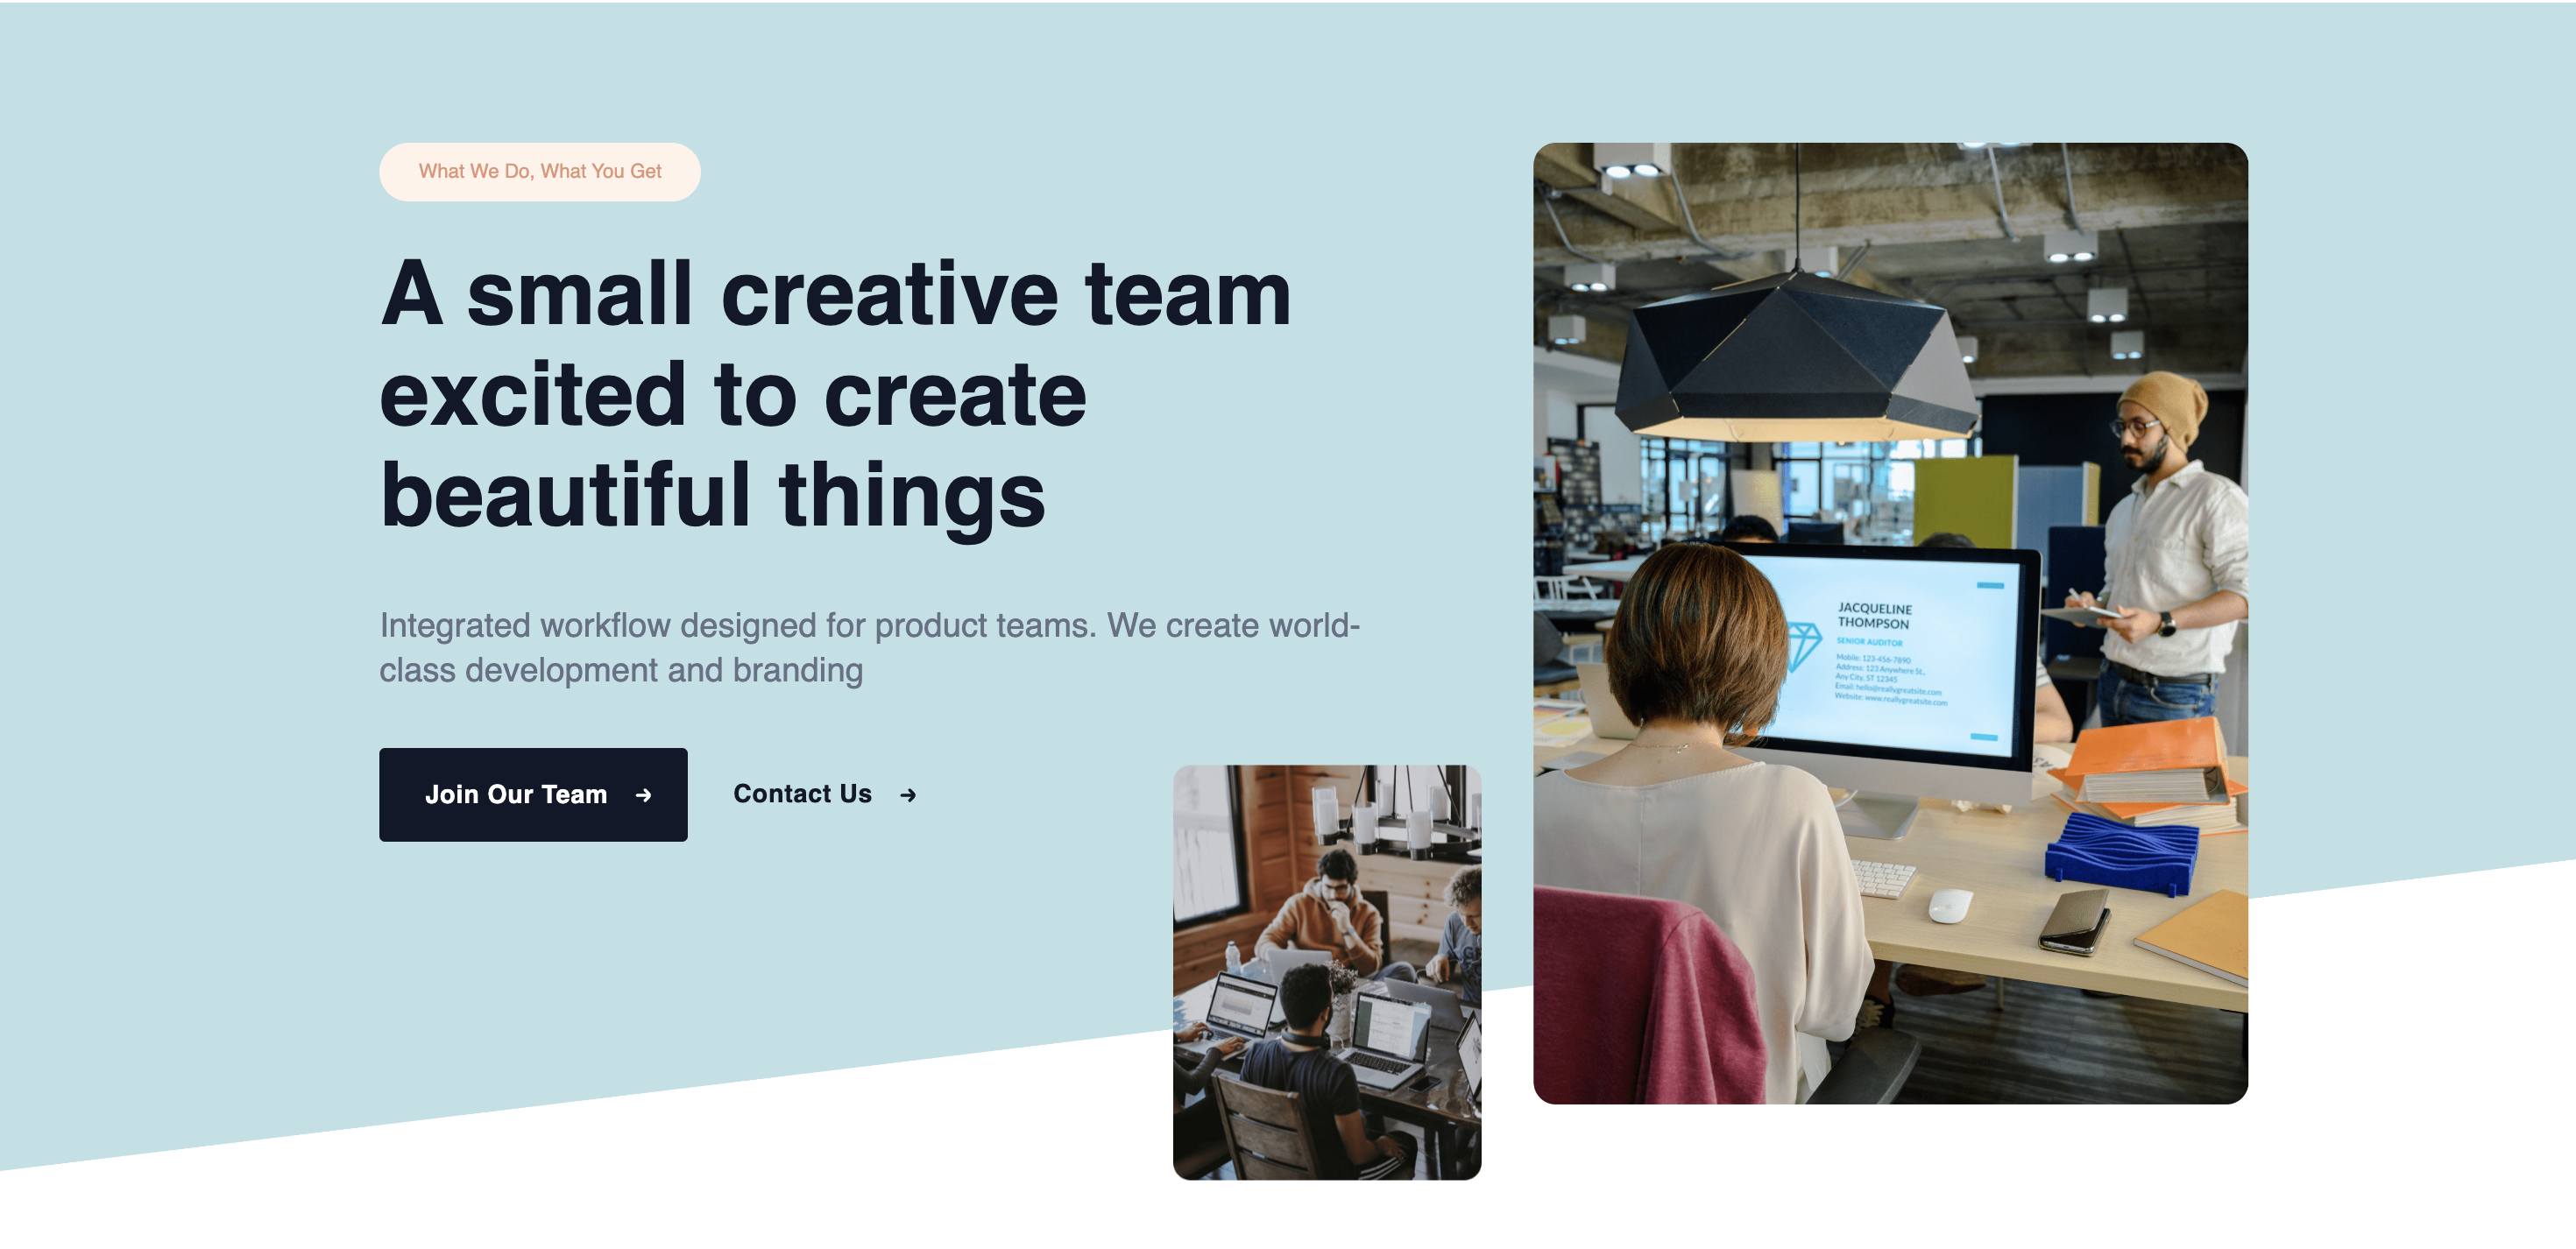 What We Do, What You Get
A small creative team
excited to create
beautiful things
Integrated workflow designed for product teams. We create world-
class development and branding
Join Our Team →
Contact Us →
JACQUELINE
THOMPSON
SENIOR AUDITOR
Mobile: 123-456-7890
Address: 123 Anywhere St.,
Any City, ST 12345
Email: hello@reallygreatsite.com
Website: www.reallygreatsite.com